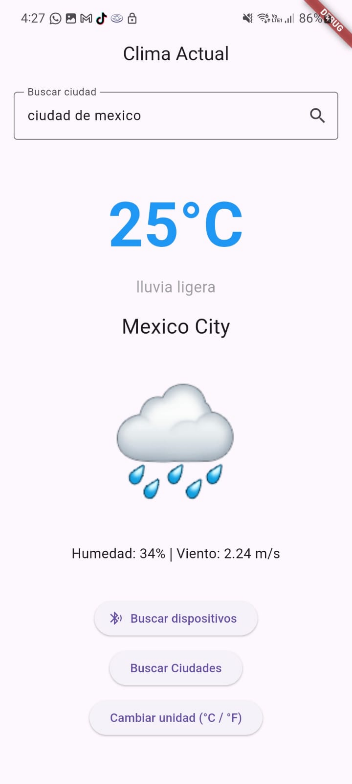 4:27
86%
DEBUG
Clima Actual
Buscar ciudad
ciudad de mexico
25°C
lluvia ligera
Mexico City
Humedad: 34% | Viento: 2.24 m/s
Buscar dispositivos
Buscar Ciudades
Cambiar unidad (°C / °F)